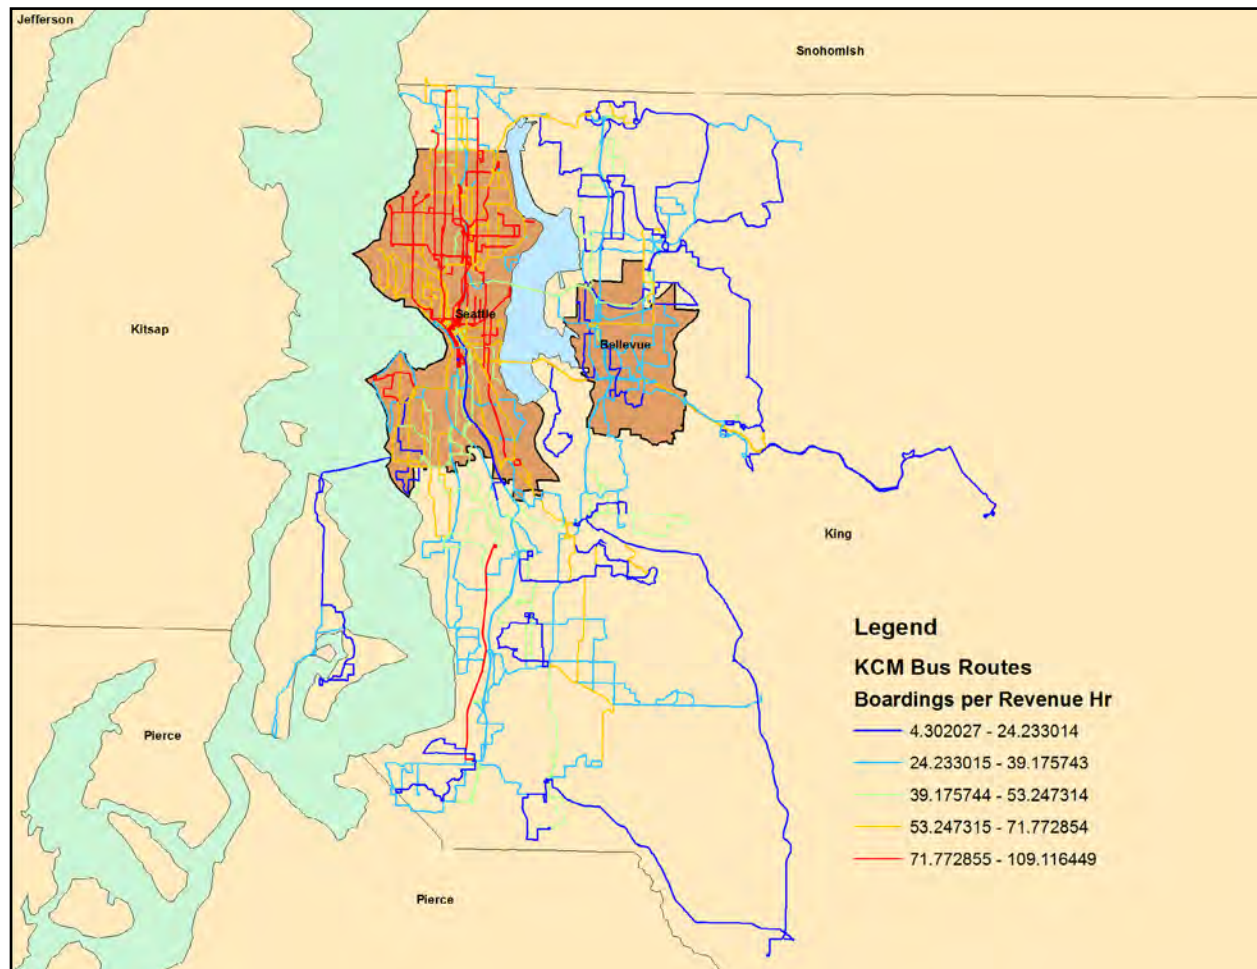 Jefferson
Snohomish
Kitsap
Seattle
Bellevue
King
Pierce
Pierce
Legend
KCM Bus Routes
Boardings per Revenue Hr
4.302027 - 24.233014
24.233015 - 39.175743
39.175744 - 53.247314
53.247315 - 71.772854
71.772855 - 109.116449